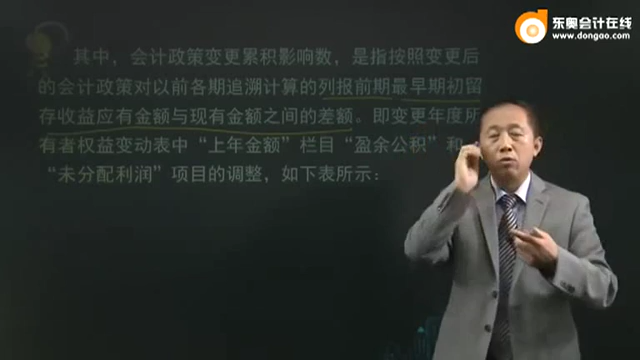 东奥会计在线
www.dongao.com
其中，会计政策变更累积影响数，是指按照变更后
的会计政策对以前各期追溯计算的列报前期最早期初留
存收益应有金额与现有金额之间的差额。即变更年度所
有者权益变动表中“上年金额”栏目“盈余公积”和
“未分配利润”项目的调整，如下表所示：